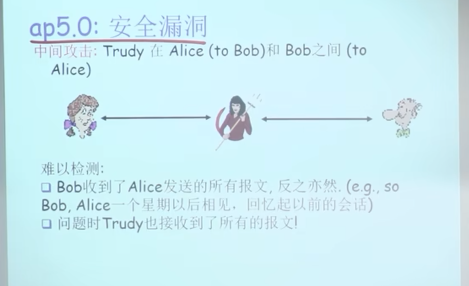 ap5.0: 安全漏洞
中间攻击: Trudy 在 Alice (to Bob)和 Bob之间 (to
Alice)
难以检测:
Bob收到了Alice发送的所有报文, 反之亦然. (e.g., so
Bob, Alice一个星期以后相见，回忆起以前的会话)
问题时Trudy也接收到了所有的报文!